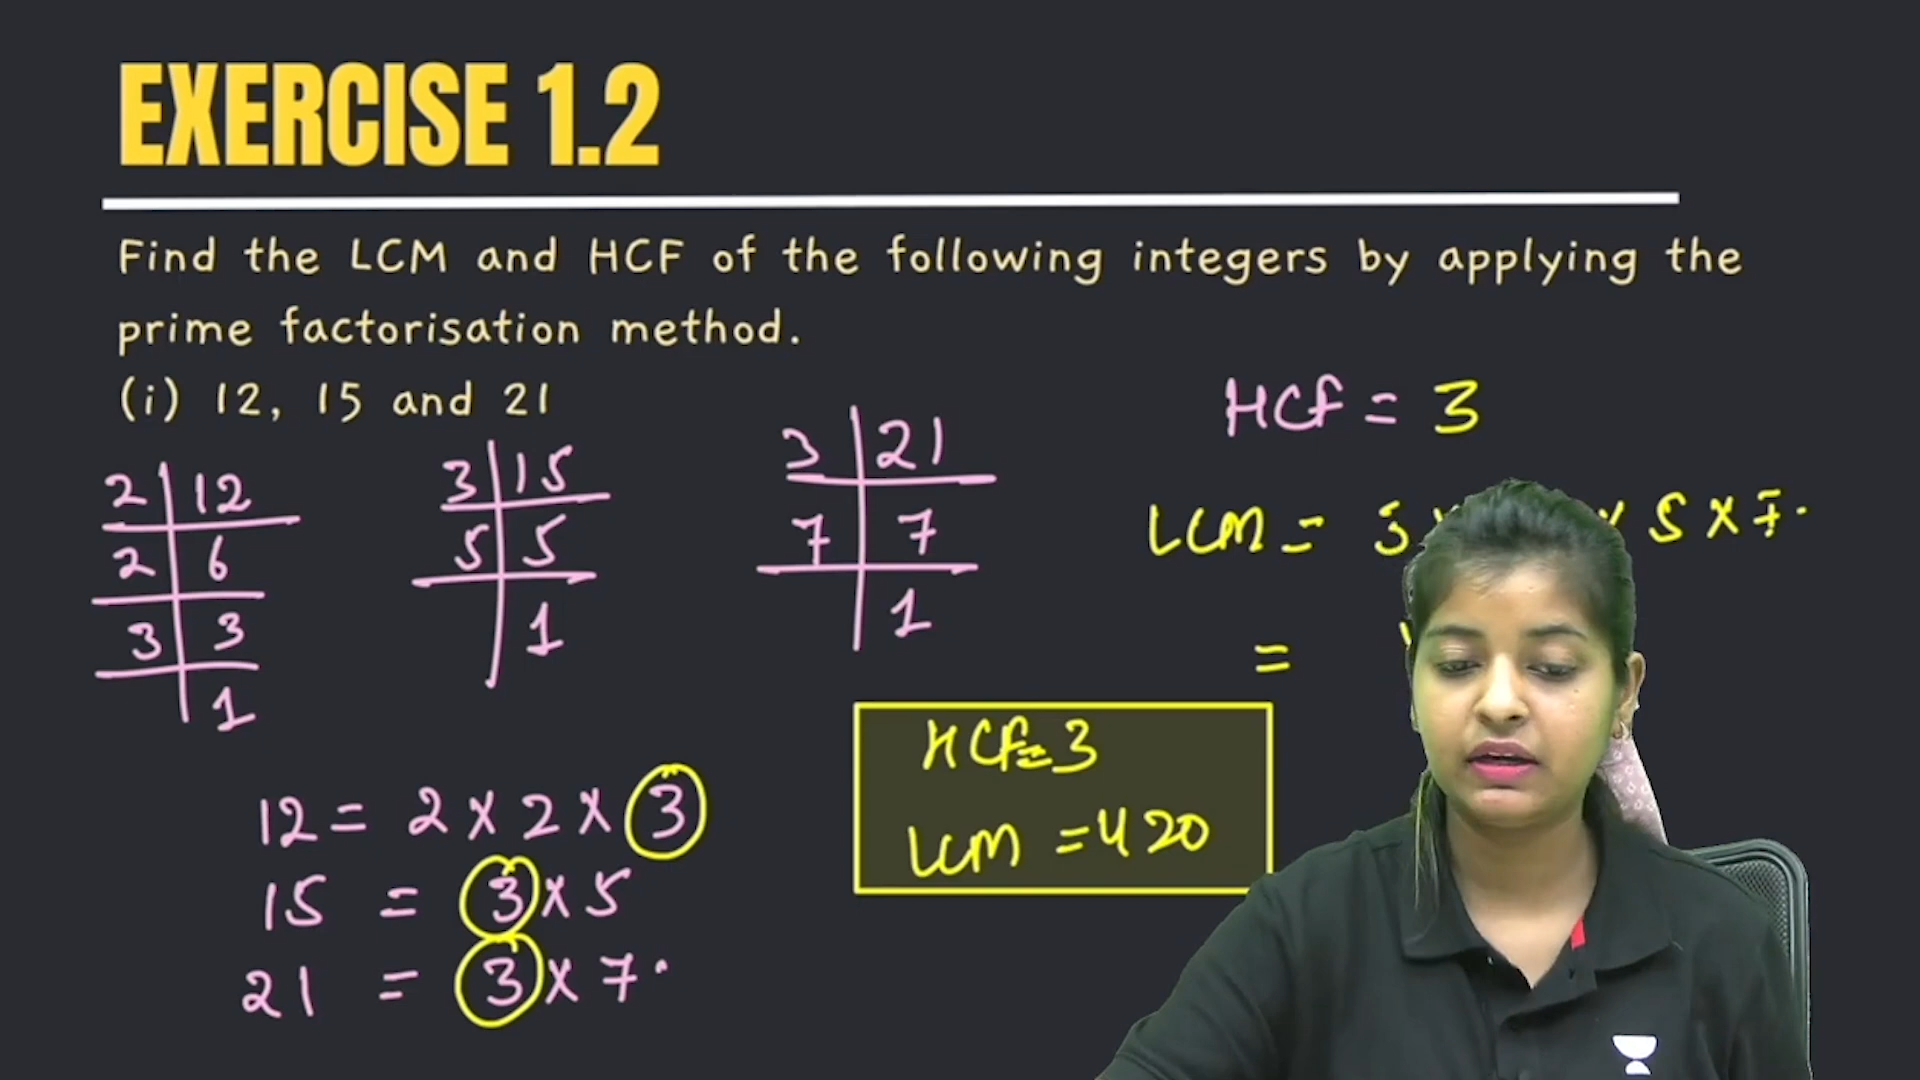 EXERCISE 1.2
Find the LCM and HCF of the following integers by applying the
prime factorisation method.
(i) 12, 15 and 21
2 12
2 6
3 3
1
3 15
5 5
1
3 21
7 7
1
HCF = 3
LCM = 3 × 5 × 7.
=
HCF = 3
LCM = 420
12 = 2 × 2 × 3
15 = 3 × 5
21 = 3 × 7.